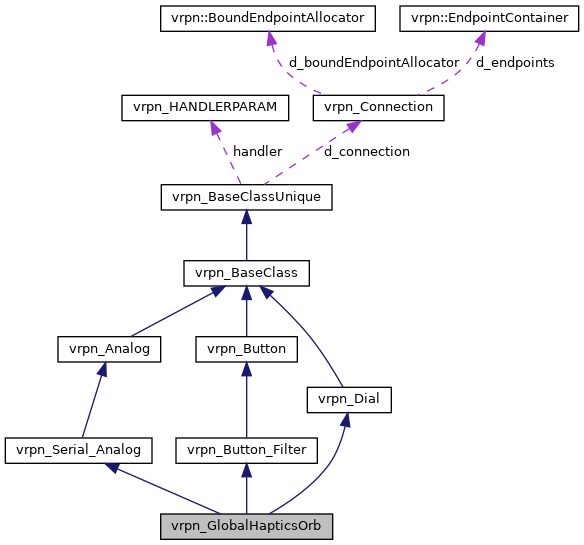 vrpn::BoundEndpointAllocator
vrpn::EndpointContainer
d_boundEndpointAllocator
d_endpoints
vrpn_HANDLERPARAM
vrpn_Connection
handler
d_connection
vrpn_BaseClassUnique
vrpn_BaseClass
vrpn_Analog
vrpn_Button
vrpn_Dial
vrpn_Serial_Analog
vrpn_Button_Filter
vrpn_GlobalHapticsOrb